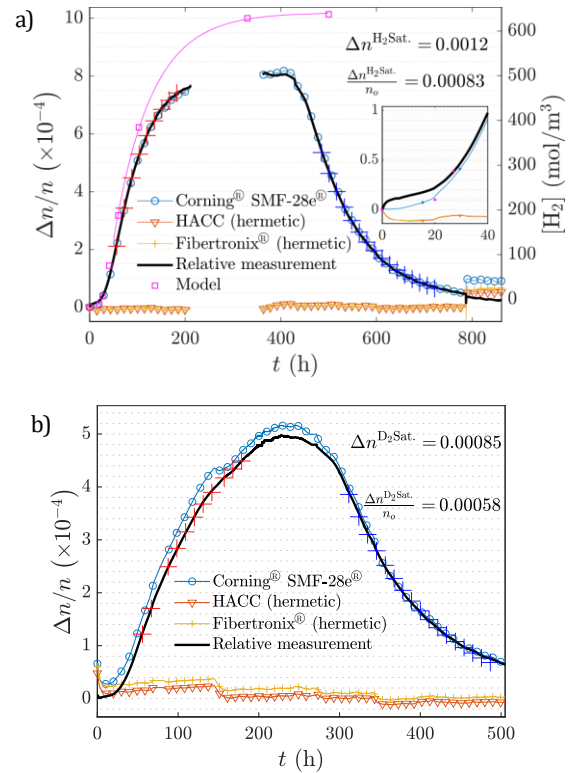 a)
10
8
6
4
2
0
Δn/n (×10⁻⁴)
Δn^{H₂Sat.} = 0.0012
Δn^{H₂Sat.}/n_o = 0.00083
1
0.5
0
0 20 40
Corning® SMF-28e®
HACC (hermetic)
Fibertronix® (hermetic)
Relative measurement
Model
600
500
400
300
200
100
0
[H₂] (mol/m³)
0 200 400 600 800
t (h)
b)
5
4
3
2
1
0
Δn/n (×10⁻⁴)
Δn^{D₂Sat.} = 0.00085
Δn^{D₂Sat.}/n_o = 0.00058
Corning® SMF-28e®
HACC (hermetic)
Fibertronix® (hermetic)
Relative measurement
0 100 200 300 400 500
t (h)